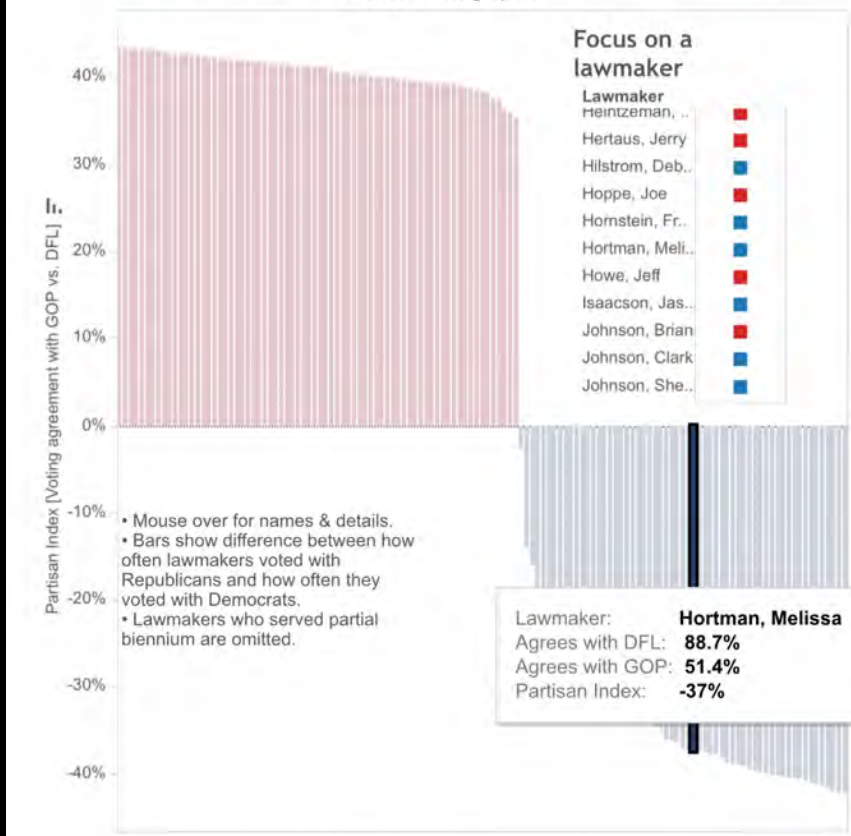 Focus on a
lawmaker
Lawmaker
Heintzeman, ..
Hertaus, Jerry
Hilstrom, Deb..
Hoppe, Joe
Hornstein, Fr..
Hortman, Meli..
Howe, Jeff
Isaacson, Jas..
Johnson, Brian
Johnson, Clark
Johnson, She..
Partisan Index [Voting agreement with GOP vs. DFL]
40%
30%
20%
10%
0%
-10%
-20%
-30%
-40%
• Mouse over for names & details.
• Bars show difference between how
often lawmakers voted with
Republicans and how often they
voted with Democrats.
• Lawmakers who served partial
biennium are omitted.
Lawmaker: Hortman, Melissa
Agrees with DFL: 88.7%
Agrees with GOP: 51.4%
Partisan Index: -37%